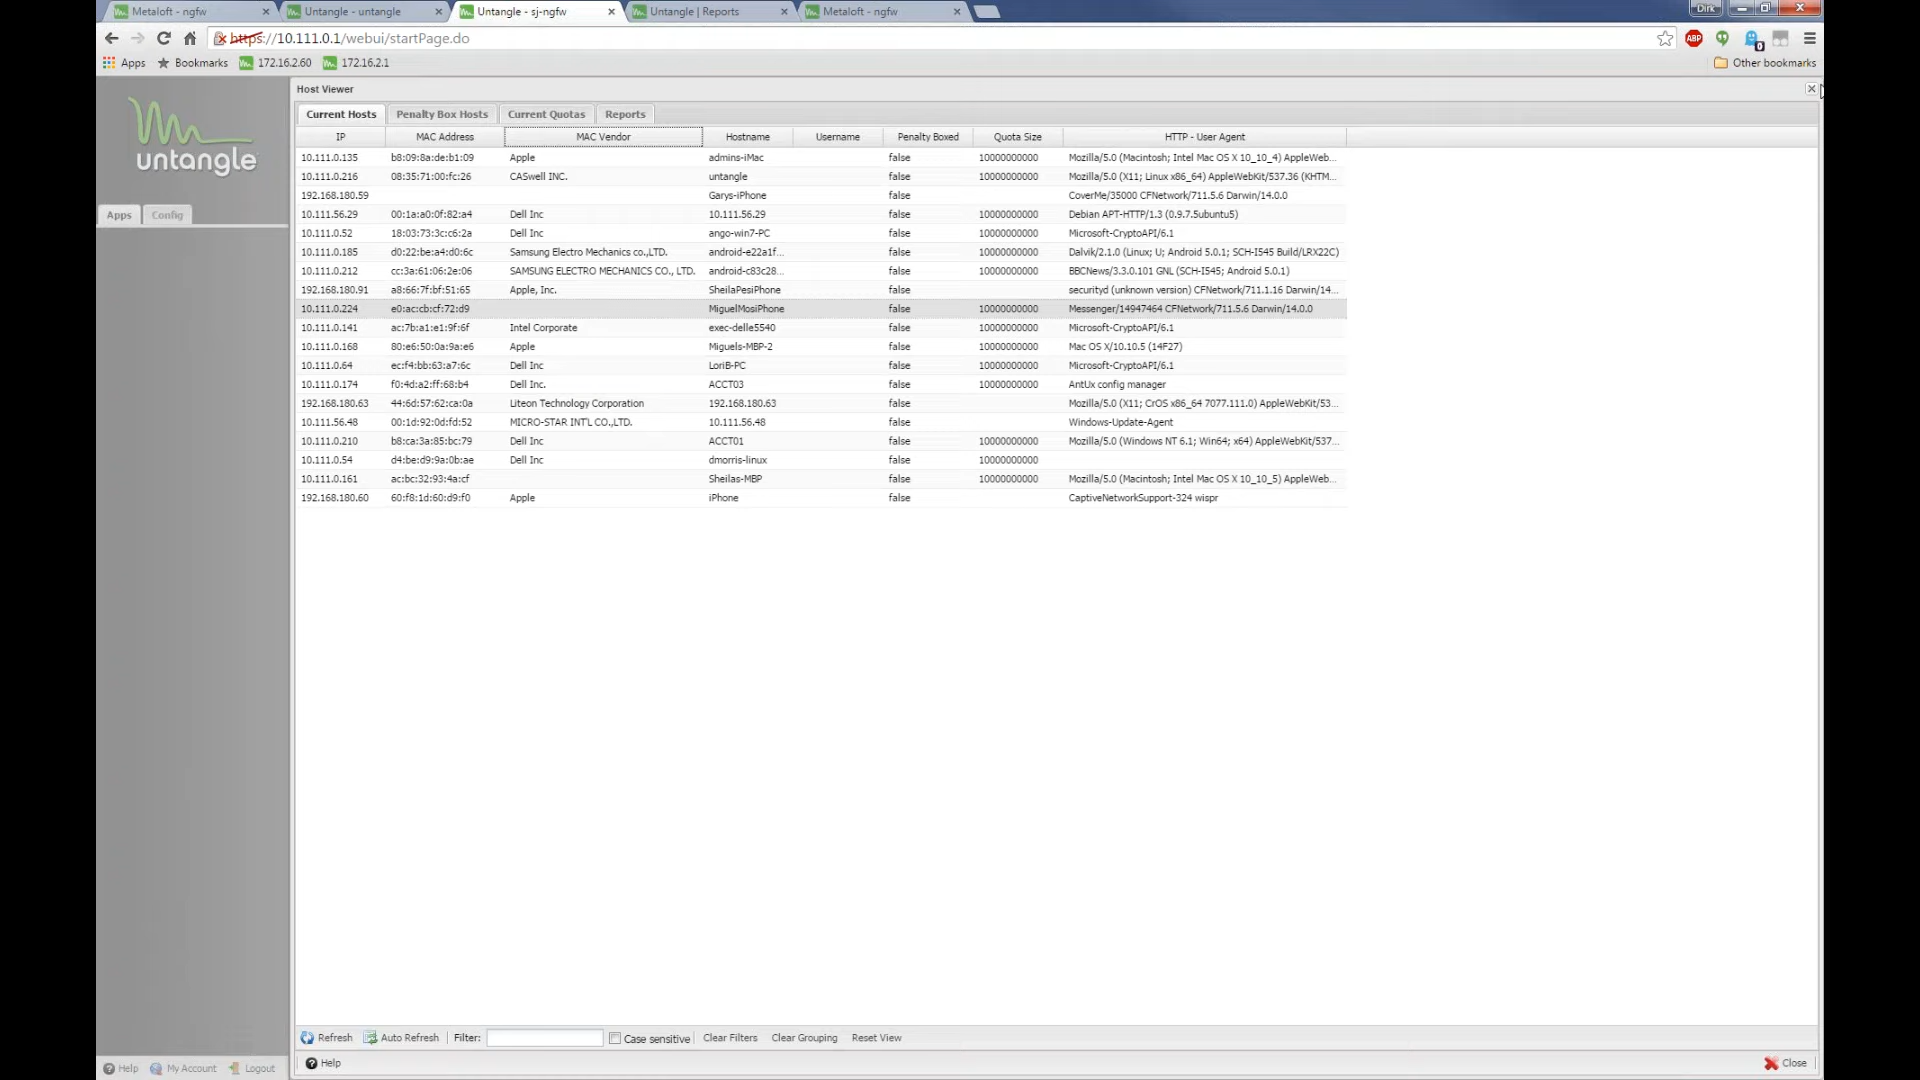 Metaloft - ngfw Untangle - untangle Untangle - sj-ngfw Untangle | Reports Metaloft - ngfw Dirk
https://10.111.0.1/webui/startPage.do ABP 0
Apps Bookmarks 172.16.2.60 172.16.2.1 Other bookmarks
untangle
Apps Config
Host Viewer
Current Hosts Penalty Box Hosts Current Quotas Reports
IP MAC Address MAC Vendor Hostname Username Penalty Boxed Quota Size HTTP - User Agent
10.111.0.135 b8:09:8a:de:b1:09 Apple admins-iMac false 10000000000 Mozilla/5.0 (Macintosh; Intel Mac OS X 10_10_4) AppleWeb...
10.111.0.216 08:35:71:00:fc:26 CASwell INC. untangle false 10000000000 Mozilla/5.0 (X11; Linux x86_64) AppleWebKit/537.36 (KHTM...
192.168.180.59 Garys-iPhone false CoverMe/35000 CFNetwork/711.5.6 Darwin/14.0.0
10.111.56.29 00:1a:a0:0f:82:a4 Dell Inc 10.111.56.29 false 10000000000 Debian APT-HTTP/1.3 (0.9.7.5ubuntu5)
10.111.0.52 18:03:73:3c:c6:2a Dell Inc ango-win7-PC false 10000000000 Microsoft-CryptoAPI/6.1
10.111.0.185 d0:22:be:a4:d0:6c Samsung Electro Mechanics co.,LTD. android-e22a1f... false 10000000000 Dalvik/2.1.0 (Linux; U; Android 5.0.1; SCH-I545 Build/LRX22C)
10.111.0.212 cc:3a:61:06:2e:06 SAMSUNG ELECTRO MECHANICS CO., LTD. android-c83c28... false 10000000000 BBCNews/3.3.0.101 GNL (SCH-I545; Android 5.0.1)
192.168.180.91 a8:66:7f:bf:51:65 Apple, Inc. SheilaPesiPhone false securityd (unknown version) CFNetwork/711.1.16 Darwin/14...
10.111.0.224 e0:ac:cb:cf:72:d9 MiguelMosiPhone false 10000000000 Messenger/14947464 CFNetwork/711.5.6 Darwin/14.0.0
10.111.0.141 ac:7b:a1:e1:9f:6f Intel Corporate exec-delle5540 false 10000000000 Microsoft-CryptoAPI/6.1
10.111.0.168 80:e6:50:0a:9a:e6 Apple Miguels-MBP-2 false 10000000000 Mac OS X/10.10.5 (14F27)
10.111.0.64 ec:f4:bb:63:a7:6c Dell Inc LoriB-PC false 10000000000 Microsoft-CryptoAPI/6.1
10.111.0.174 f0:4d:a2:ff:68:b4 Dell Inc. ACCT03 false 10000000000 AntUx config manager
192.168.180.63 44:6d:57:62:ca:0a Liteon Technology Corporation 192.168.180.63 false Mozilla/5.0 (X11; CrOS x86_64 7077.111.0) AppleWebKit/53...
10.111.56.48 00:1d:92:0d:fd:52 MICRO-STAR INT'L CO.,LTD. 10.111.56.48 false Windows-Update-Agent
10.111.0.210 b8:ca:3a:85:bc:79 Dell Inc ACCT01 false 10000000000 Mozilla/5.0 (Windows NT 6.1; Win64; x64) AppleWebKit/537...
10.111.0.54 d4:be:d9:9a:0b:ae Dell Inc dmorris-linux false 10000000000
10.111.0.161 ac:bc:32:93:4a:cf Sheilas-MBP false 10000000000 Mozilla/5.0 (Macintosh; Intel Mac OS X 10_10_5) AppleWeb...
192.168.180.60 60:f8:1d:60:d9:f0 Apple iPhone false CaptiveNetworkSupport-324 wispr
Refresh Auto Refresh Filter: Case sensitive Clear Filters Clear Grouping Reset View
Help Close
Help My Account Logout